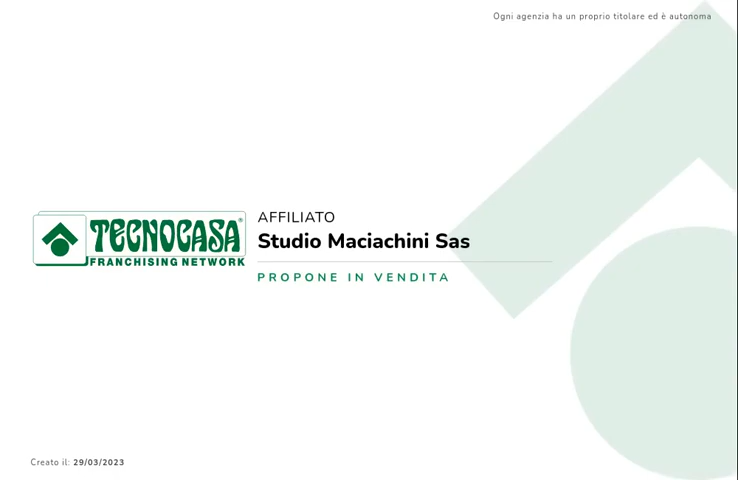 Ogni agenzia ha un proprio titolare ed è autonoma
AFFILIATO
TECNOCASA®
Studio Maciachini Sas
FRANCHISING NETWORK
PROPONE IN VENDITA
Creato il: 29/03/2023